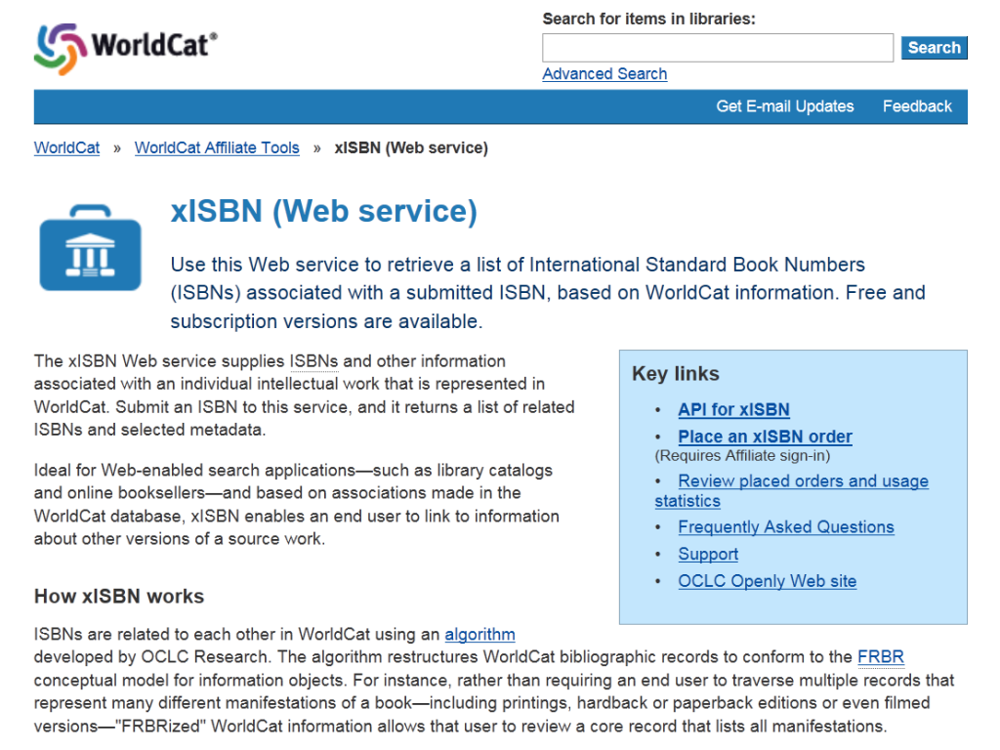 WorldCat®
Search for items in libraries:
Search
Advanced Search
Get E-mail Updates Feedback
WorldCat » WorldCat Affiliate Tools » xISBN (Web service)
xISBN (Web service)
Use this Web service to retrieve a list of International Standard Book Numbers
(ISBNs) associated with a submitted ISBN, based on WorldCat information. Free and
subscription versions are available.
The xISBN Web service supplies ISBNs and other information
associated with an individual intellectual work that is represented in
WorldCat. Submit an ISBN to this service, and it returns a list of related
ISBNs and selected metadata.
Ideal for Web-enabled search applications—such as library catalogs
and online booksellers—and based on associations made in the
WorldCat database, xISBN enables an end user to link to information
about other versions of a source work.
Key links
• API for xISBN
• Place an xISBN order
(Requires Affiliate sign-in)
• Review placed orders and usage
statistics
• Frequently Asked Questions
• Support
• OCLC Openly Web site
How xISBN works
ISBNs are related to each other in WorldCat using an algorithm
developed by OCLC Research. The algorithm restructures WorldCat bibliographic records to conform to the FRBR
conceptual model for information objects. For instance, rather than requiring an end user to traverse multiple records that
represent many different manifestations of a book—including printings, hardback or paperback editions or even filmed
versions—"FRBRized" WorldCat information allows that user to review a core record that lists all manifestations.